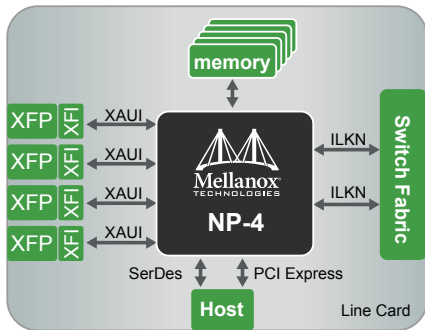 memory
XFP XFI XAUI
XFP XFI XAUI
XFP XFI XAUI
XFP XFI XAUI
Mellanox
TECHNOLOGIES
NP-4
ILKN
ILKN
Switch Fabric
SerDes
PCI Express
Host
Line Card